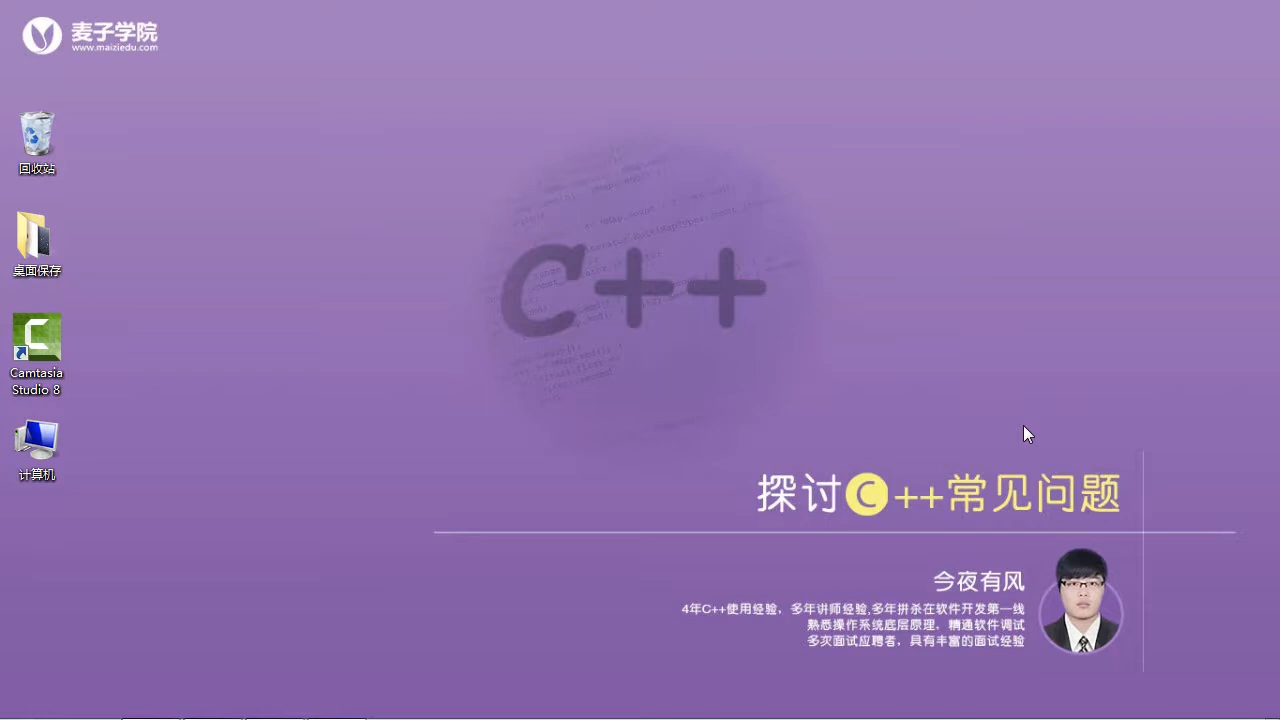 麦子学院
www.maiziedu.com
回收站
桌面保存
Camtasia
Studio 8
计算机
C++
探讨C++常见问题
今夜有风
4年C++使用经验，多年讲师经验,多年拼杀在软件开发第一线
熟悉操作系统底层原理，精通软件调试
多次面试应聘者，具有丰富的面试经验